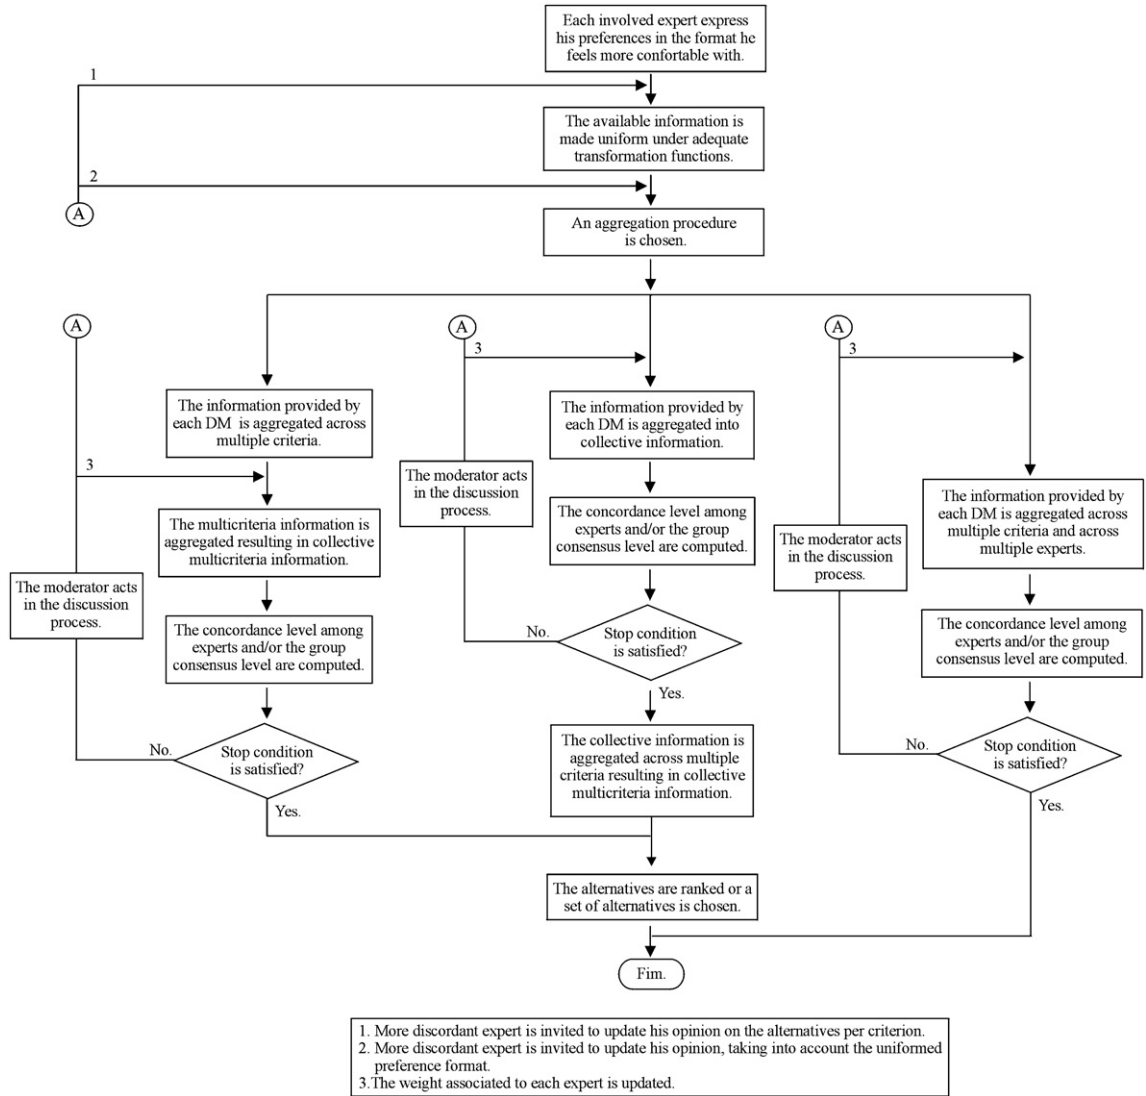 Each involved expert express
his preferences in the format he
feels more confortable with.
1
The available information is
made uniform under adequate
transformation functions.
2
A
An aggregation procedure
is chosen.
A
The information provided by
each DM is aggregated across
multiple criteria.
3
The multicriteria information is
aggregated resulting in collective
multicriteria information.
The moderator acts
in the discussion
process.
The concordance level among
experts and/or the group
consensus level are computed.
No.
Stop condition
is satisfied?
Yes.
A
3
The information provided by
each DM is aggregated into
collective information.
The moderator acts
in the discussion
process.
The concordance level among
experts and/or the group
consensus level are computed.
No.
Stop condition
is satisfied?
Yes.
The collective information is
aggregated across multiple
criteria resulting in collective
multicriteria information.
A
3
The information provided by
each DM is aggregated across
multiple criteria and across
multiple experts.
The moderator acts
in the discussion
process.
The concordance level among
experts and/or the group
consensus level are computed.
No.
Stop condition
is satisfied?
Yes.
The alternatives are ranked or a
set of alternatives is chosen.
Fim.
1. More discordant expert is invited to update his opinion on the alternatives per criterion.
2. More discordant expert is invited to update his opinion, taking into account the uniformed
preference format.
3.The weight associated to each expert is updated.